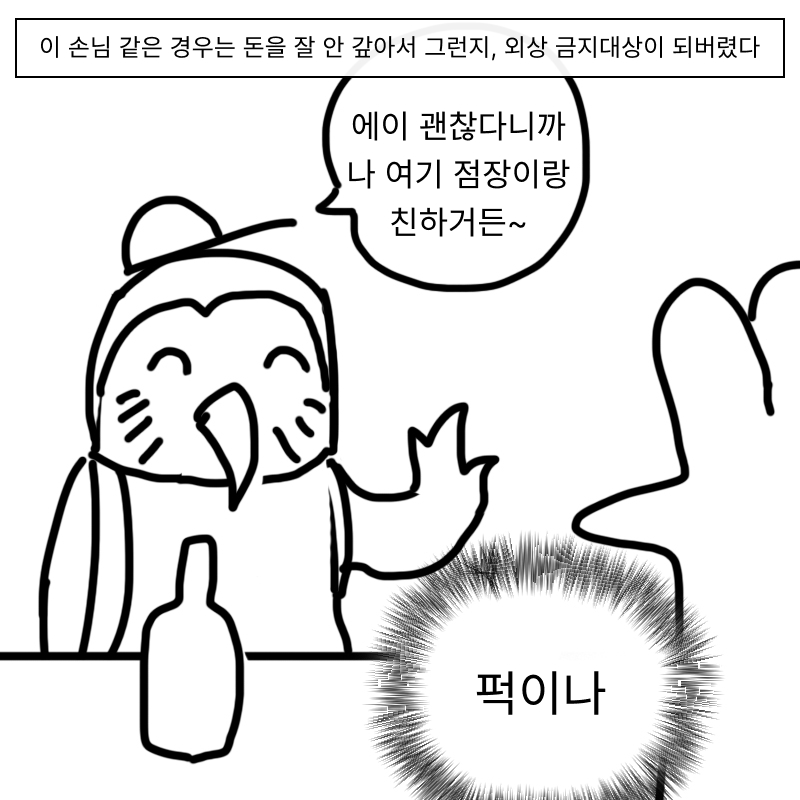 이 손님 같은 경우는 돈을 잘 안 갚아서 그런지, 외상 금지대상이 되버렸다
에이 괜찮다니까
나 여기 점장이랑
친하거든~
퍽이나